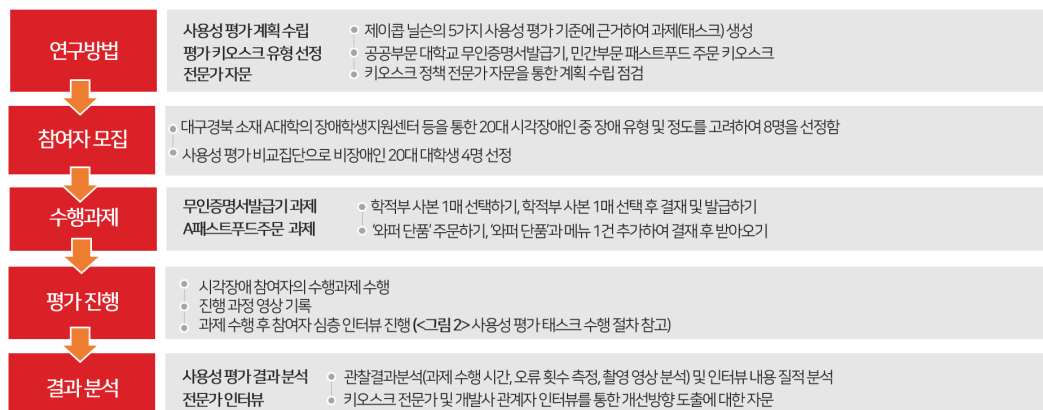 연구방법
사용성 평가 계획 수립 제이콥 닐슨의 5가지 사용성 평가 기준에 근거하여 과제(태스크) 생성
평가 키오스크 유형 선정 공공부문 대학교 무인증명서발급기, 민간부문 패스트푸드 주문 키오스크
전문가 자문 키오스크 정책 전문가 자문을 통한 계획 수립 점검
참여자 모집
대구경북 소재 A대학의 장애학생지원센터 등을 통한 20대 시각장애인 중 장애 유형 및 정도를 고려하여 8명을 선정함
사용성 평가 비교집단으로 비장애인 20대 대학생 4명 선정
수행과제
무인증명서발급기 과제 학적부 사본 1매 선택하기, 학적부 사본 1매 선택 후 결재 및 발급하기
A패스트푸드주문 과제 '와퍼 단품' 주문하기, '와퍼 단품'과 메뉴 1건 추가하여 결재 후 받아오기
평가 진행
시각장애 참여자의 수행과제 수행
진행 과정 영상 기록
과제 수행 후 참여자 심층 인터뷰 진행 (<그림 2> 사용성 평가 태스크 수행 절차 참고)
결과 분석
사용성 평가 결과 분석 관찰결과분석(과제 수행 시간, 오류 횟수 측정, 촬영 영상 분석) 및 인터뷰 내용 질적 분석
전문가 인터뷰 키오스크 전문가 및 개발사 관계자 인터뷰를 통한 개선방향 도출에 대한 자문